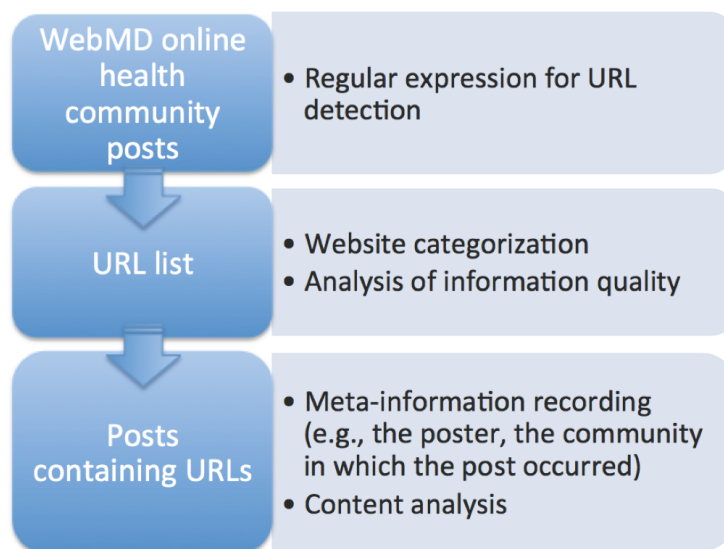 WebMD online
health
community
posts
• Regular expression for URL
detection
URL list
• Website categorization
• Analysis of information quality
Posts
containing URLs
• Meta-information recording
(e.g., the poster, the community
in which the post occurred)
• Content analysis